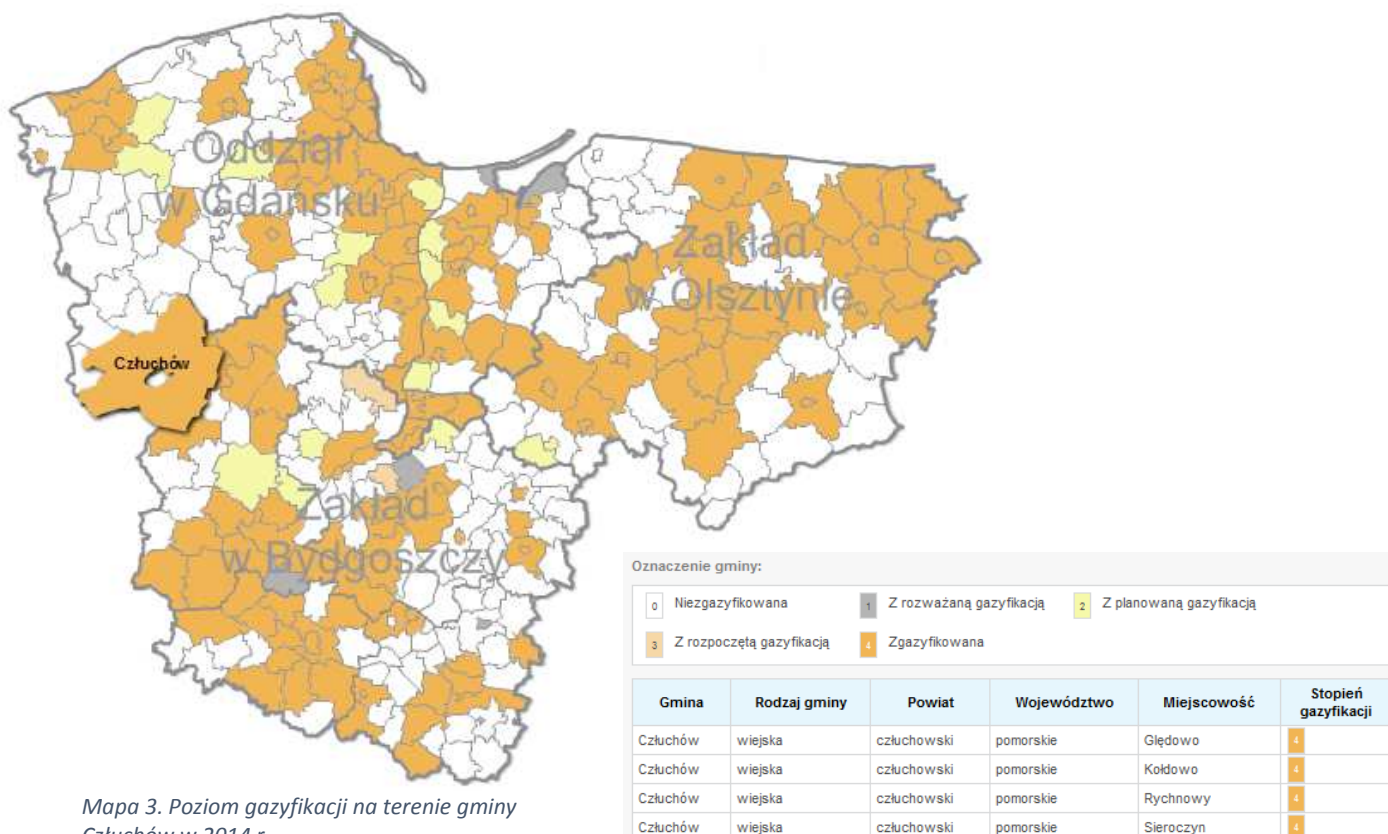 Oddział
w Gdańsku
Zakład
w Olsztynie
Człuchów
Zakład
w Bydgoszczy
Oznaczenie gminy:
0 Niezgazyfikowana 1 Z rozważaną gazyfikacją 2 Z planowaną gazyfikacją
3 Z rozpoczętą gazyfikacją 4 Zgazyfikowana
Gmina Rodzaj gminy Powiat Województwo Miejscowość Stopień gazyfikacji
Człuchów wiejska człuchowski pomorskie Ględowo 4
Człuchów wiejska człuchowski pomorskie Kołdowo 4
Człuchów wiejska człuchowski pomorskie Rychnowy 4
Człuchów wiejska człuchowski pomorskie Sieroczyn 4
Mapa 3. Poziom gazyfikacji na terenie gminy
Człuchów w 2014 r.